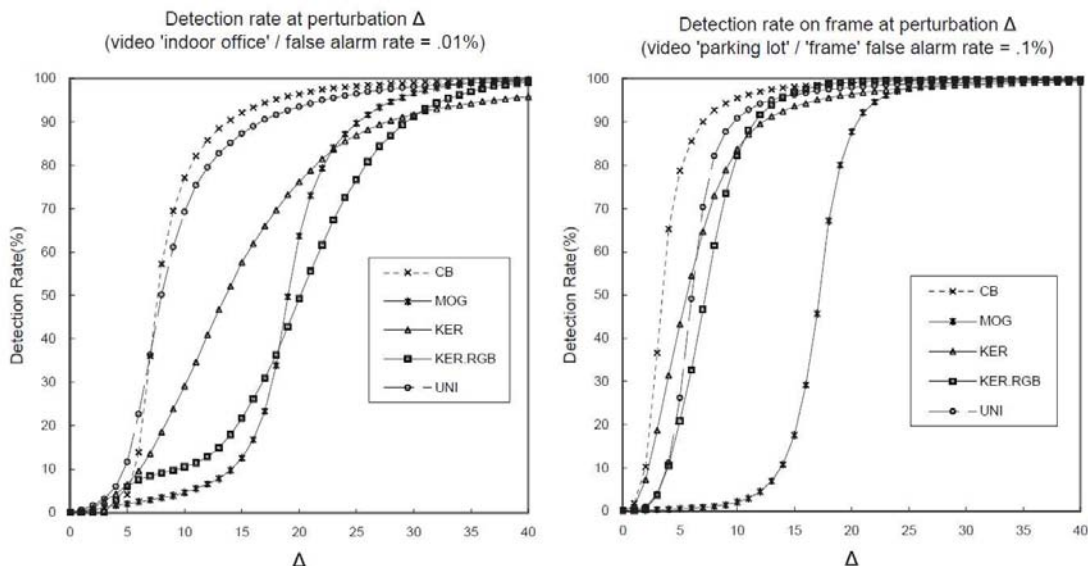 Detection rate at perturbation Δ
(video 'indoor office' / false alarm rate = .01%)
Detection Rate(%)
100
90
80
70
60
50
40
30
20
10
0
CB
MOG
KER
KER.RGB
UNI
0 5 10 15 20 25 30 35 40
Δ
Detection rate on frame at perturbation Δ
(video 'parking lot' / 'frame' false alarm rate = .1%)
Detection Rate(%)
100
90
80
70
60
50
40
30
20
10
0
CB
MOG
KER
KER.RGB
UNI
0 5 10 15 20 25 30 35 40
Δ